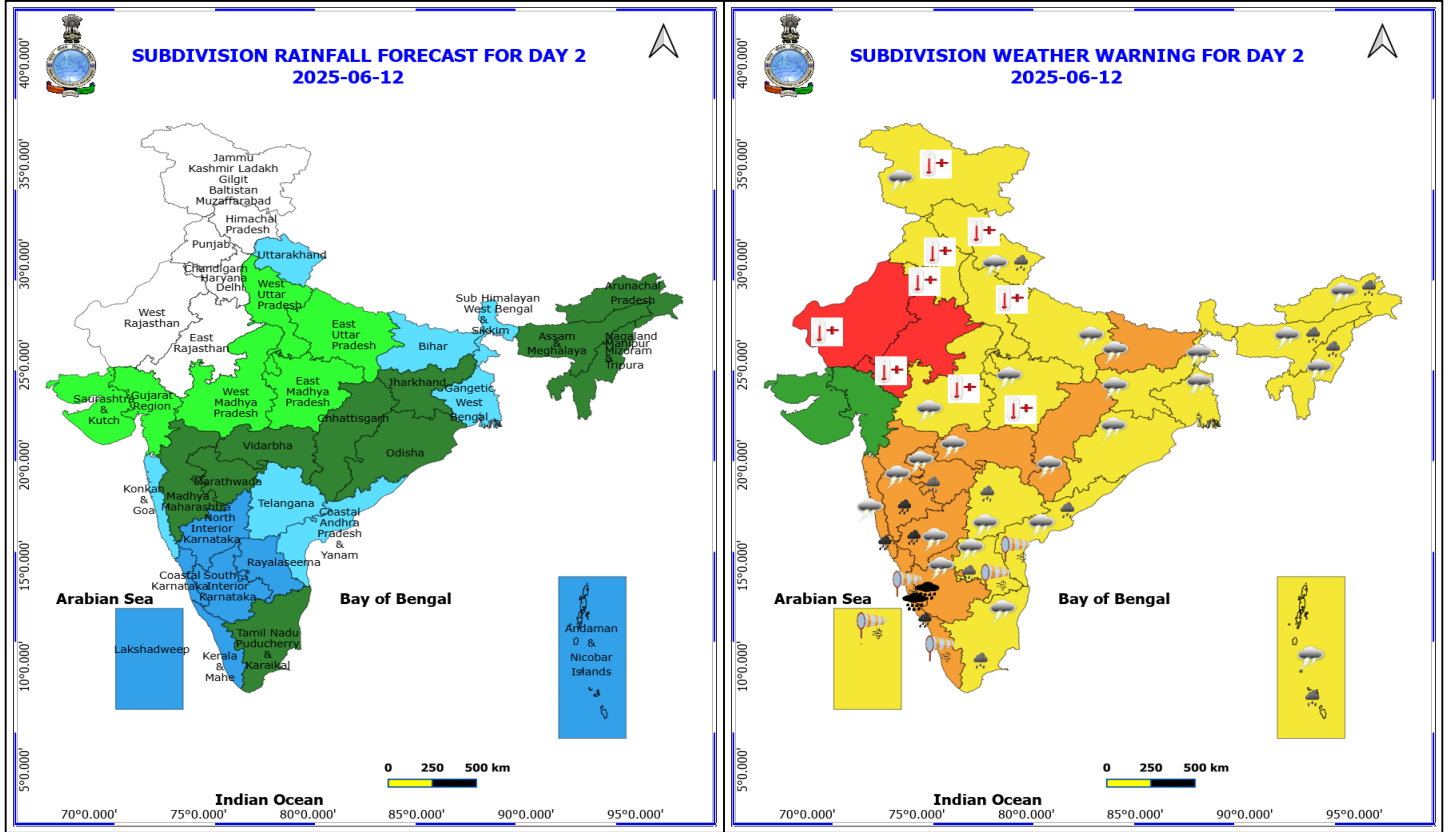 SUBDIVISION RAINFALL FORECAST FOR DAY 2
2025-06-12
40°0.000'
35°0.000'
30°0.000'
25°0.000'
20°0.000'
15°0.000'
10°0.000'
5°0.000'
Jammu
Kashmir Ladakh
Gilgit
Baltistan
Muzaffarabad
Himachal
Pradesh
Punjab
Uttarakhand
Chandigarh
Haryana
Delhi
West
Uttar
Pradesh
West
Rajasthan
East
Rajasthan
East
Uttar
Pradesh
Sub Himalayan
West Bengal
&
Sikkim
Bihar
Arunachal
Pradesh
Assam
&
Meghalaya
Nagaland
Manipur
Mizoram
&
Tripura
Saurashtra
&
Kutch
Gujarat
Region
West
Madhya
Pradesh
East
Madhya
Pradesh
Jharkhand
Gangetic
West
Bengal
Chhattisgarh
Vidarbha
Odisha
Konkan
&
Goa
Marathwada
Madhya
Maharashtra
Telangana
North
Interior
Karnataka
Coastal
Andhra
Pradesh
&
Yanam
Rayalaseema
Coastal
Karnataka
South
Interior
Karnataka
Arabian Sea
Bay of Bengal
Lakshadweep
Kerala
&
Mahe
Tamil Nadu
Puducherry
&
Karaikal
Andaman
&
Nicobar
Islands
0 250 500 km
Indian Ocean
70°0.000' 75°0.000' 80°0.000' 85°0.000' 90°0.000' 95°0.000'
SUBDIVISION WEATHER WARNING FOR DAY 2
2025-06-12
40°0.000'
35°0.000'
30°0.000'
25°0.000'
20°0.000'
15°0.000'
10°0.000'
5°0.000'
Arabian Sea
Bay of Bengal
0 250 500 km
Indian Ocean
70°0.000' 75°0.000' 80°0.000' 85°0.000' 90°0.000' 95°0.000'